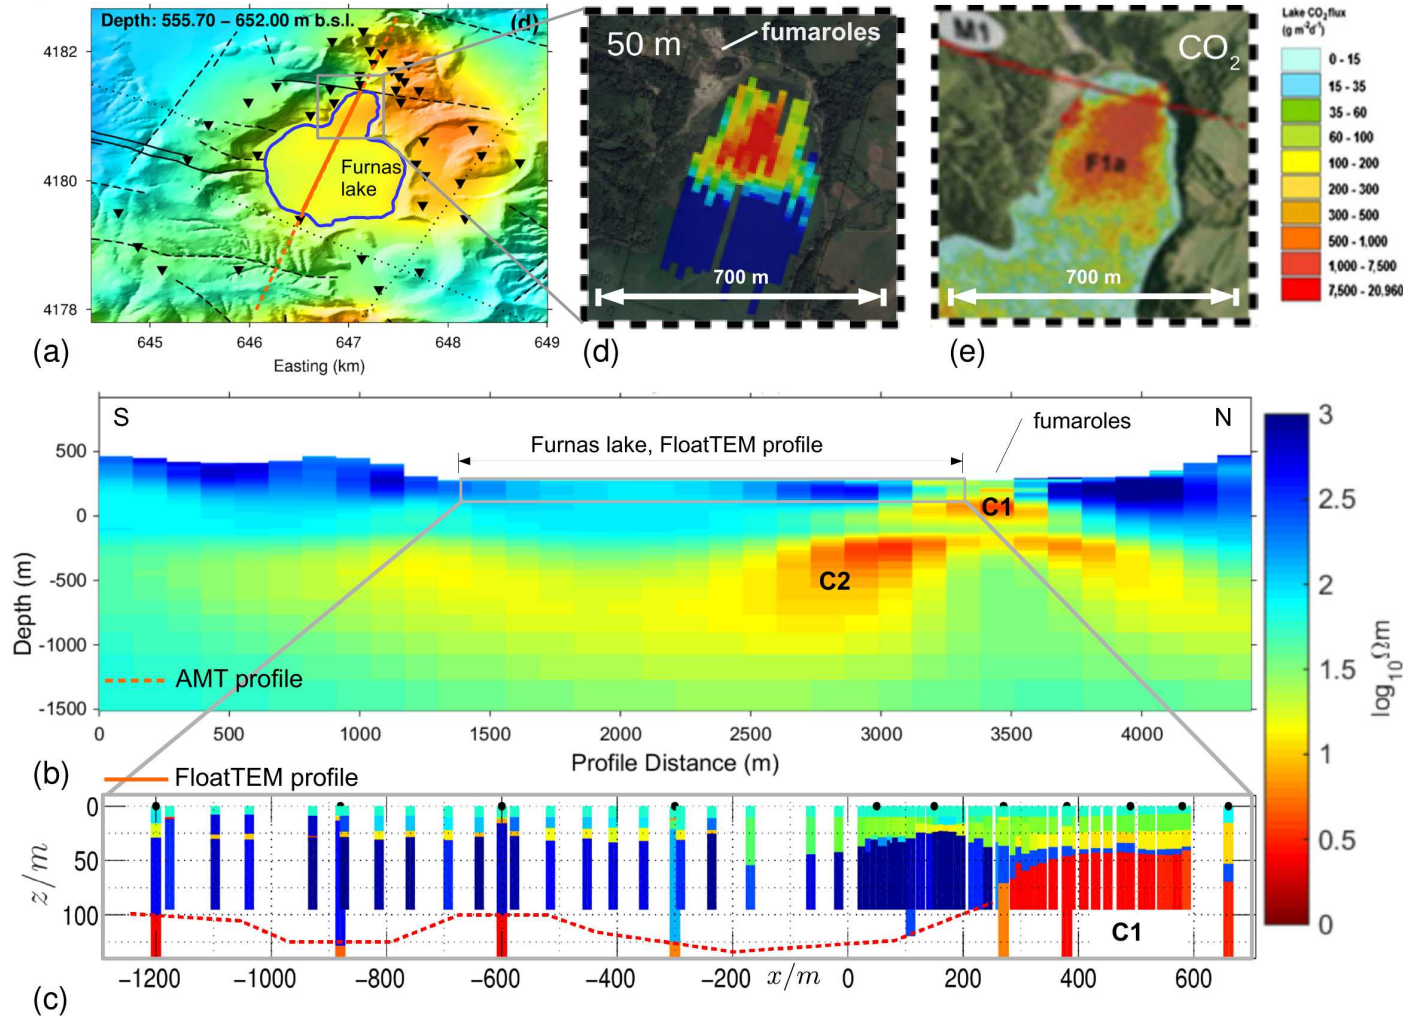 Depth: 555.70 – 652.00 m b.s.l.
(d)
4182
4180
4178
Furnas
lake
645
646
647
648
649
Easting (km)
(a)
50 m
fumaroles
700 m
(d)
M1
CO2
F1a
700 m
(e)
Lake CO2 flux
(g m-2d-1)
0 - 15
15 - 35
35 - 60
60 - 100
100 - 200
200 - 300
300 - 500
500 - 1,000
1,000 - 7,500
7,500 - 20,960
S
N
fumaroles
Furnas lake, FloatTEM profile
C1
C2
500
0
-500
-1000
-1500
Depth (m)
AMT profile
0
500
1000
1500
2000
2500
3000
3500
4000
Profile Distance (m)
(b)
FloatTEM profile
3
2.5
2
1.5
1
0.5
0
log10Ωm
0
50
100
z/m
C1
−1200
−1000
−800
−600
−400
−200
x/m
0
200
400
600
(c)